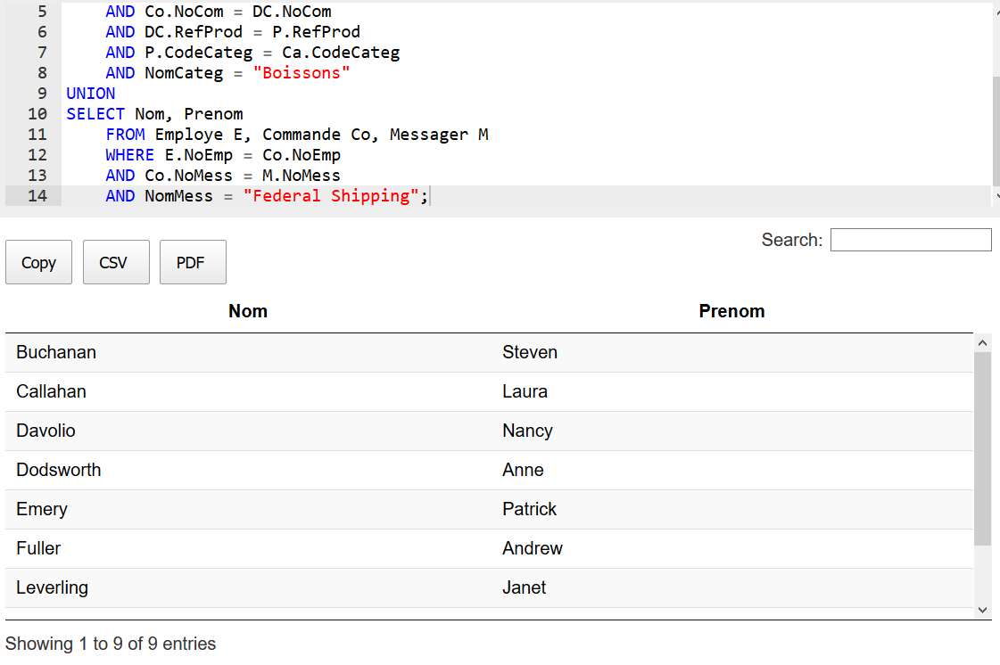 5 AND Co.NoCom = DC.NoCom
6 AND DC.RefProd = P.RefProd
7 AND P.CodeCateg = Ca.CodeCateg
8 AND NomCateg = "Boissons"
9 UNION
10 SELECT Nom, Prenom
11 FROM Employe E, Commande Co, Messager M
12 WHERE E.NoEmp = Co.NoEmp
13 AND Co.NoMess = M.NoMess
14 AND NomMess = "Federal Shipping";
Search:
Copy CSV PDF
Nom Prenom
Buchanan Steven
Callahan Laura
Davolio Nancy
Dodsworth Anne
Emery Patrick
Fuller Andrew
Leverling Janet
Showing 1 to 9 of 9 entries